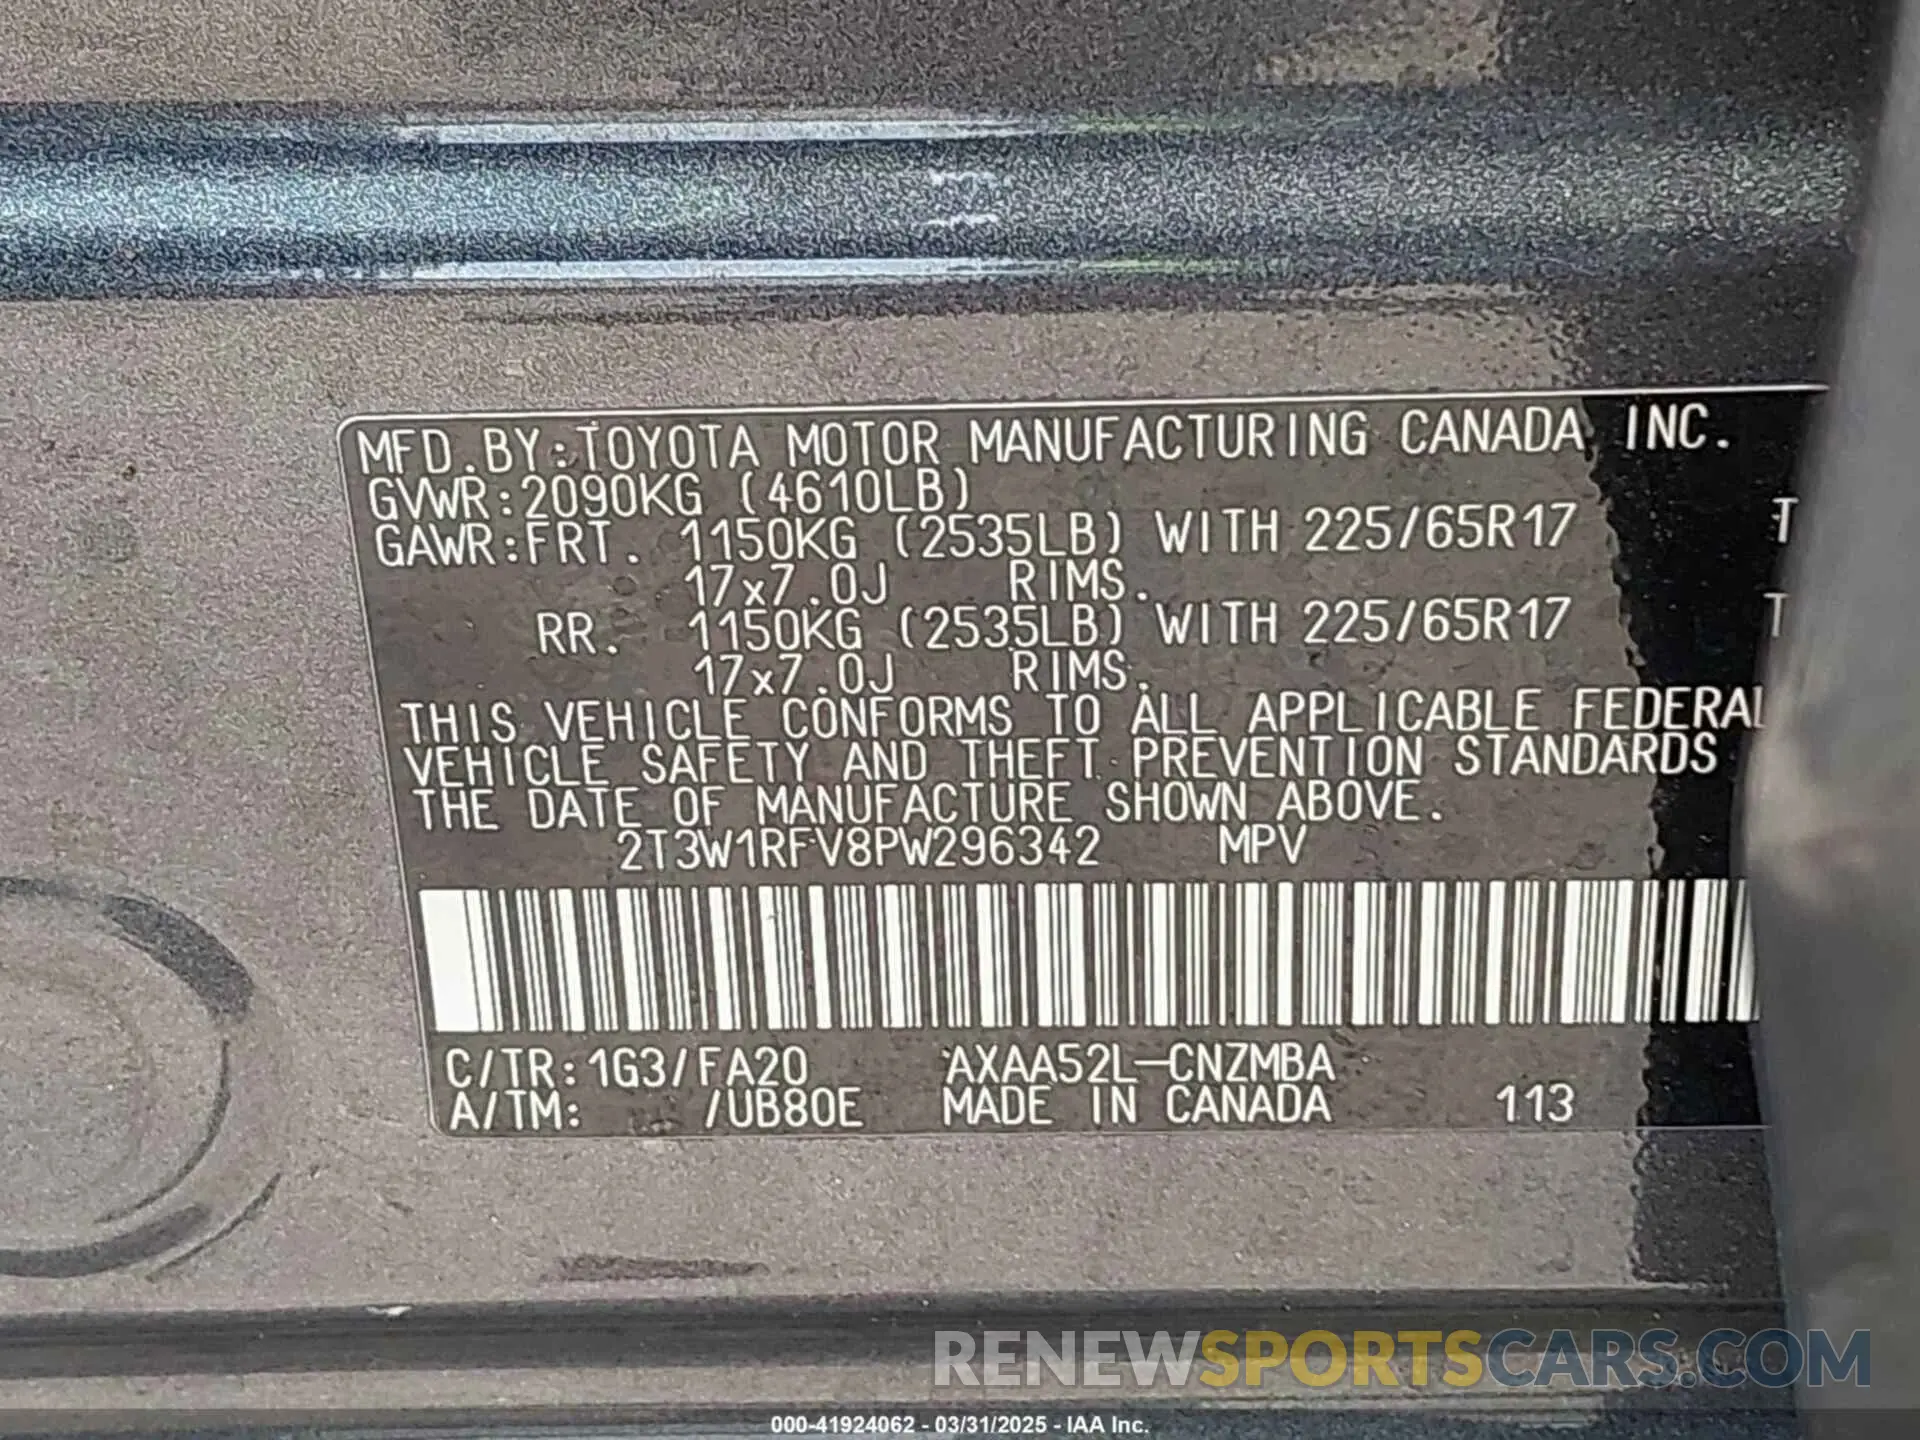 MFD.BY:TOYOTA MOTOR MANUFACTURING CANADA INC.
GVWR:2090KG (4610LB)
GAWR:FRT. 1150KG (2535LB) WITH 225/65R17 T
17x7.0J RIMS.
RR. 1150KG (2535LB) WITH 225/65R17 T
17x7.0J RIMS.
THIS VEHICLE CONFORMS TO ALL APPLICABLE FEDERAL
VEHICLE SAFETY AND THEFT PREVENTION STANDARDS
THE DATE OF MANUFACTURE SHOWN ABOVE.
2T3W1RFV8PW296342 MPV
C/TR:1G3/FA20 AXAA52L-CNZMBA
A/TM: /UB80E MADE IN CANADA 113
RENEWSPORTSCARS.COM
000-41924062 - 03/31/2025 - IAA Inc.